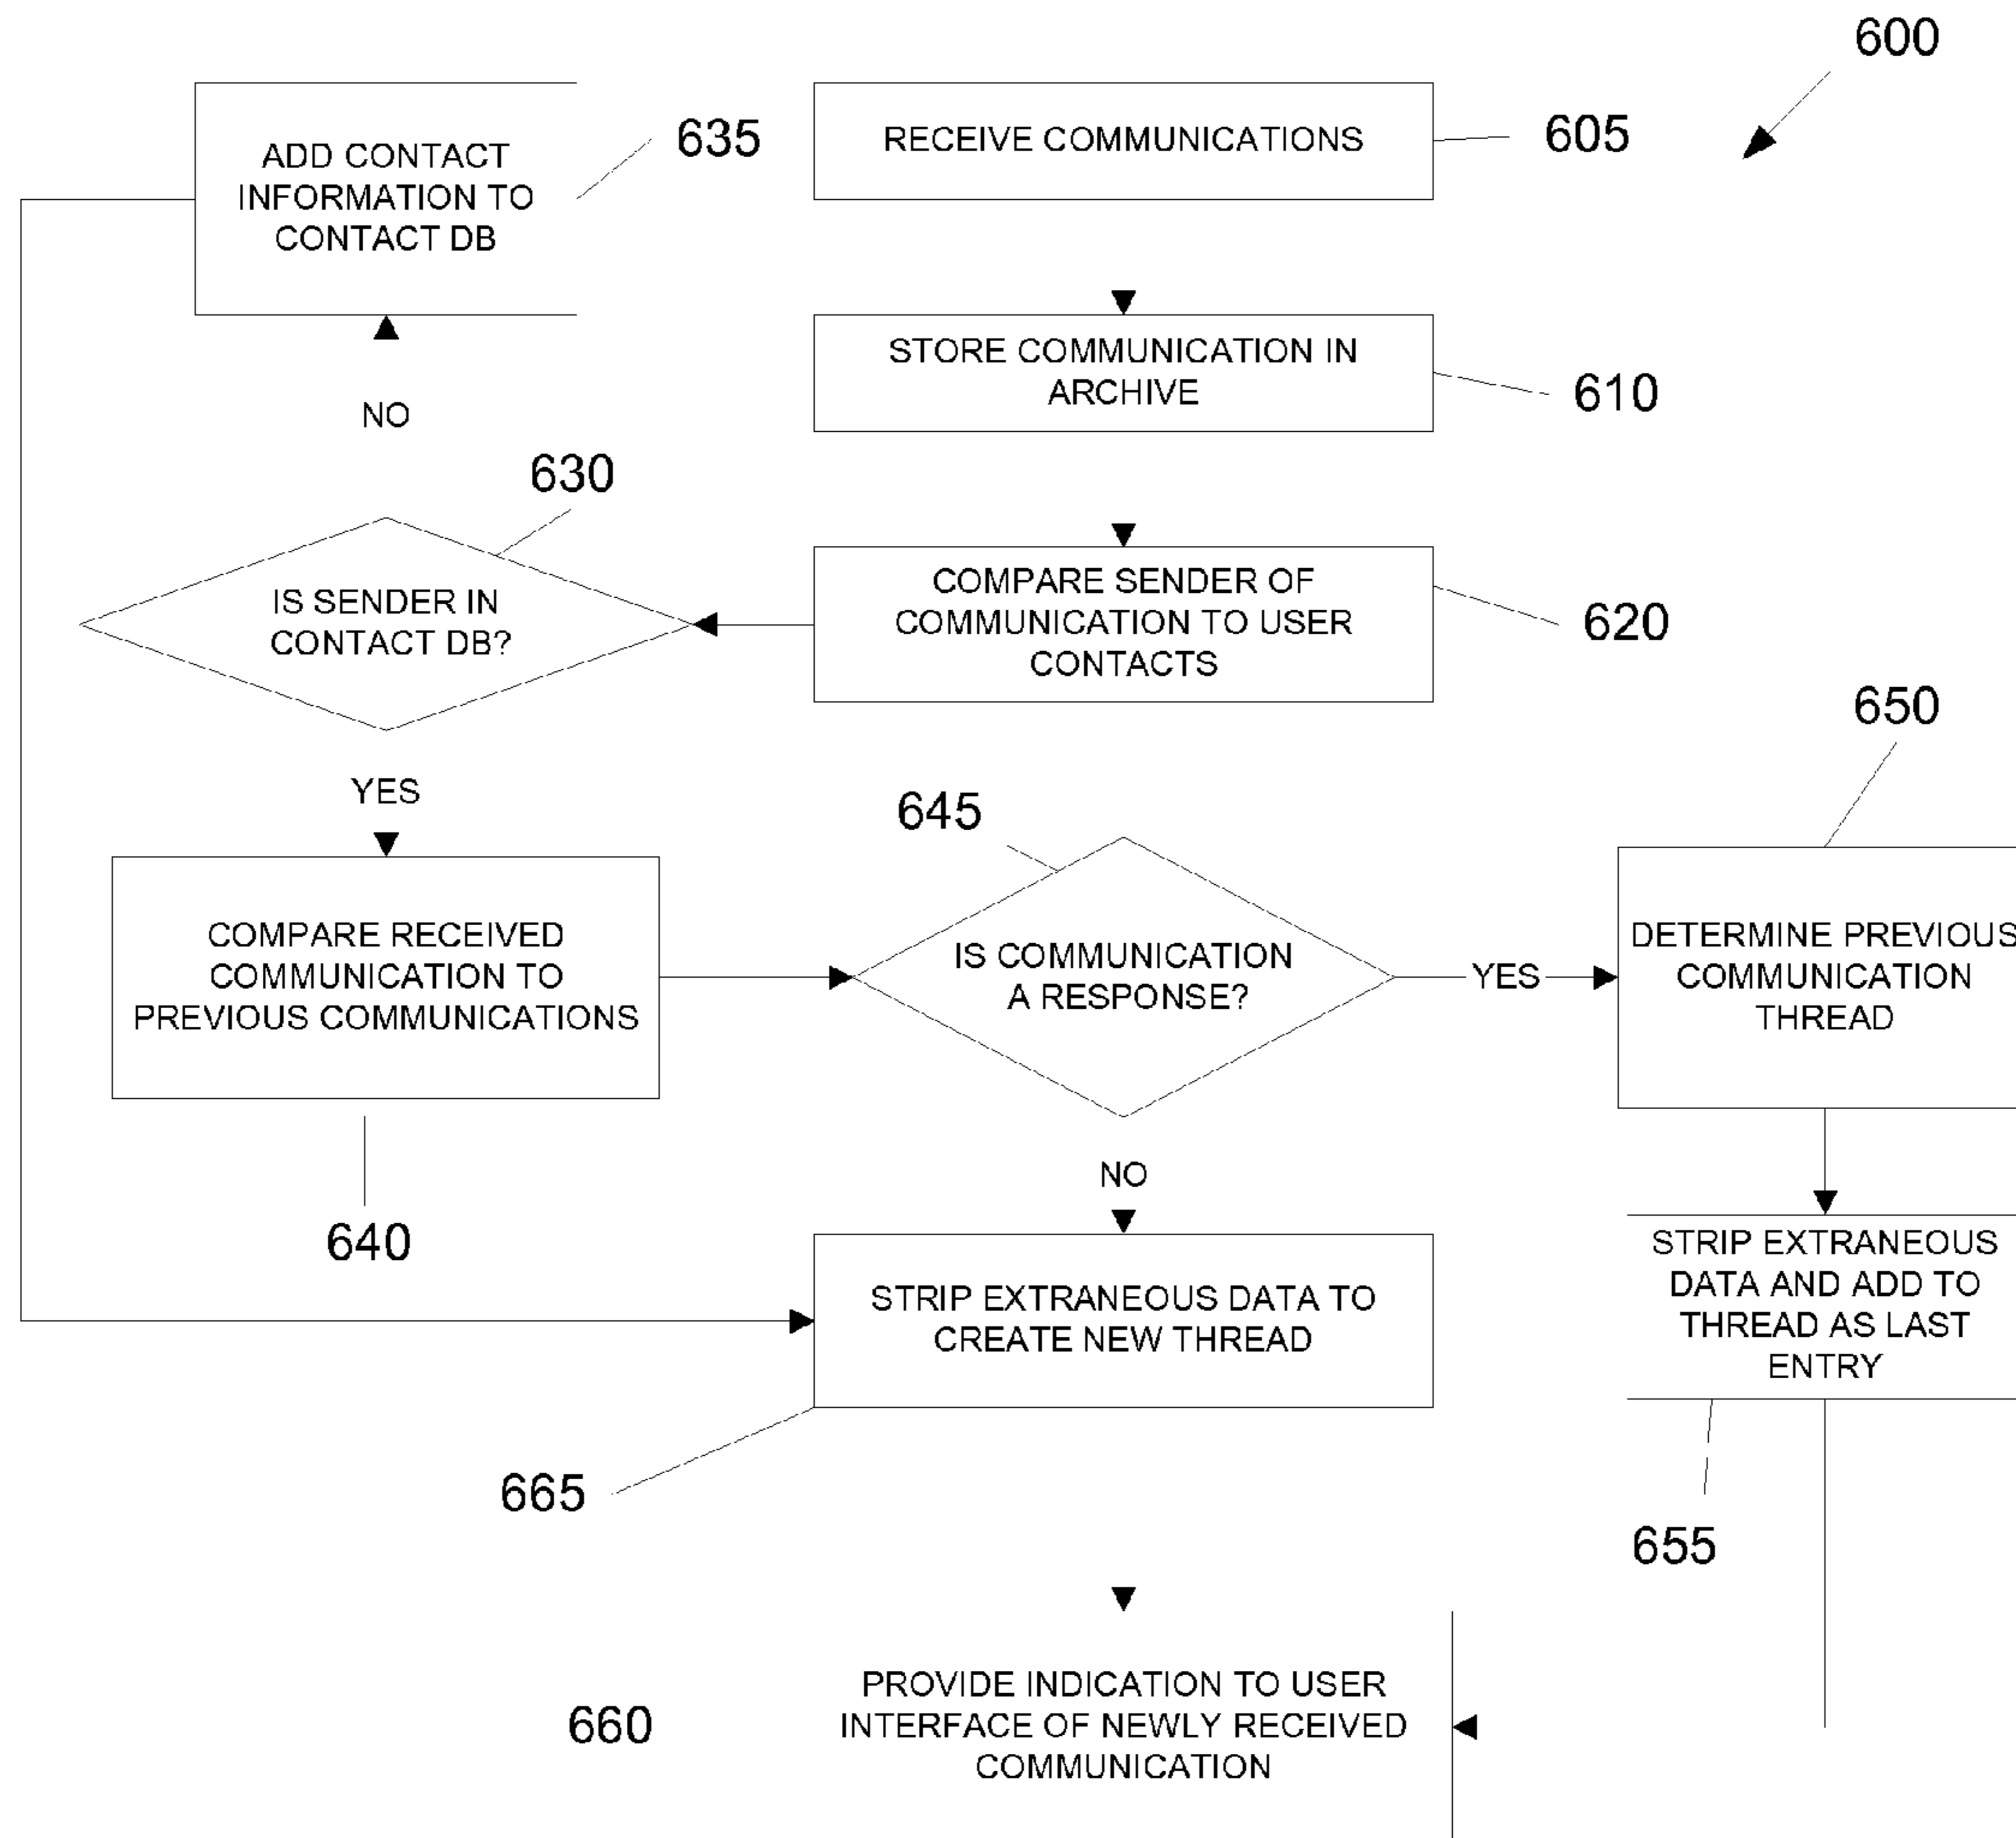 600
ADD CONTACT
INFORMATION TO
CONTACT DB
635
RECEIVE COMMUNICATIONS
605
STORE COMMUNICATION IN
ARCHIVE
610
NO
630
IS SENDER IN
CONTACT DB?
COMPARE SENDER OF
COMMUNICATION TO USER
CONTACTS
620
YES
645
650
COMPARE RECEIVED
COMMUNICATION TO
PREVIOUS COMMUNICATIONS
640
IS COMMUNICATION
A RESPONSE?
YES
DETERMINE PREVIOUS
COMMUNICATION
THREAD
NO
STRIP EXTRANEOUS DATA TO
CREATE NEW THREAD
665
STRIP EXTRANEOUS
DATA AND ADD TO
THREAD AS LAST
ENTRY
655
660
PROVIDE INDICATION TO USER
INTERFACE OF NEWLY RECEIVED
COMMUNICATION